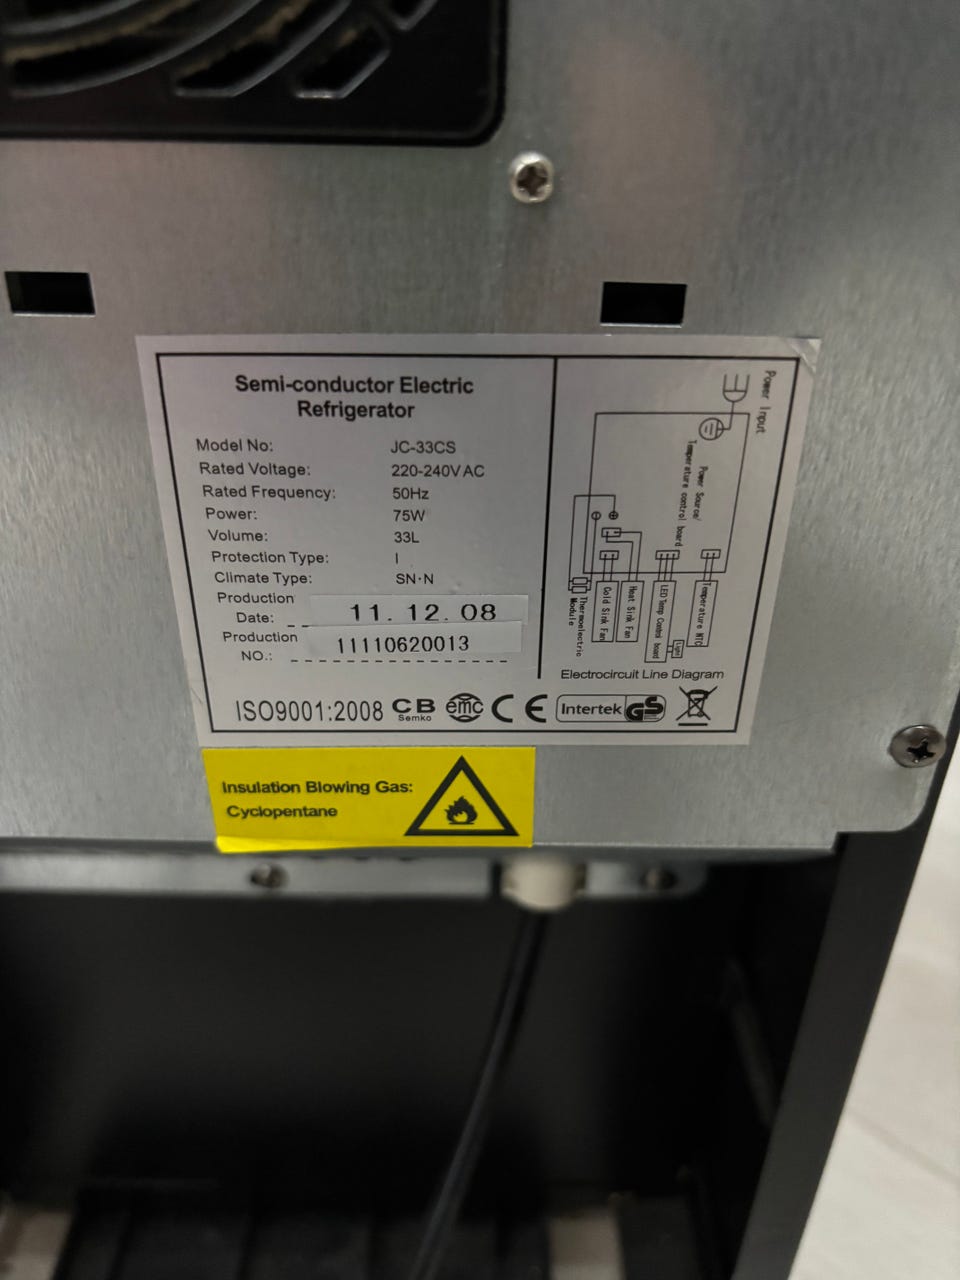 Semi-conductor Electric
Refrigerator
Model No: JC-33CS
Rated Voltage: 220-240V AC
Rated Frequency: 50Hz
Power: 75W
Volume: 33L
Protection Type: I
Climate Type: SN·N
Production
Date: 11. 12. 08
Production
NO.: 11110620013
Power Input
Power Source/
Temperature control board
Temperature NTC
Light
LED Temp Control board
Heat Sink Fan
Cold Sink Fan
Thermoelectric
Module
Electrocircuit Line Diagram
ISO9001:2008 CB Semko emc CE Intertek GS
Insulation Blowing Gas:
Cyclopentane